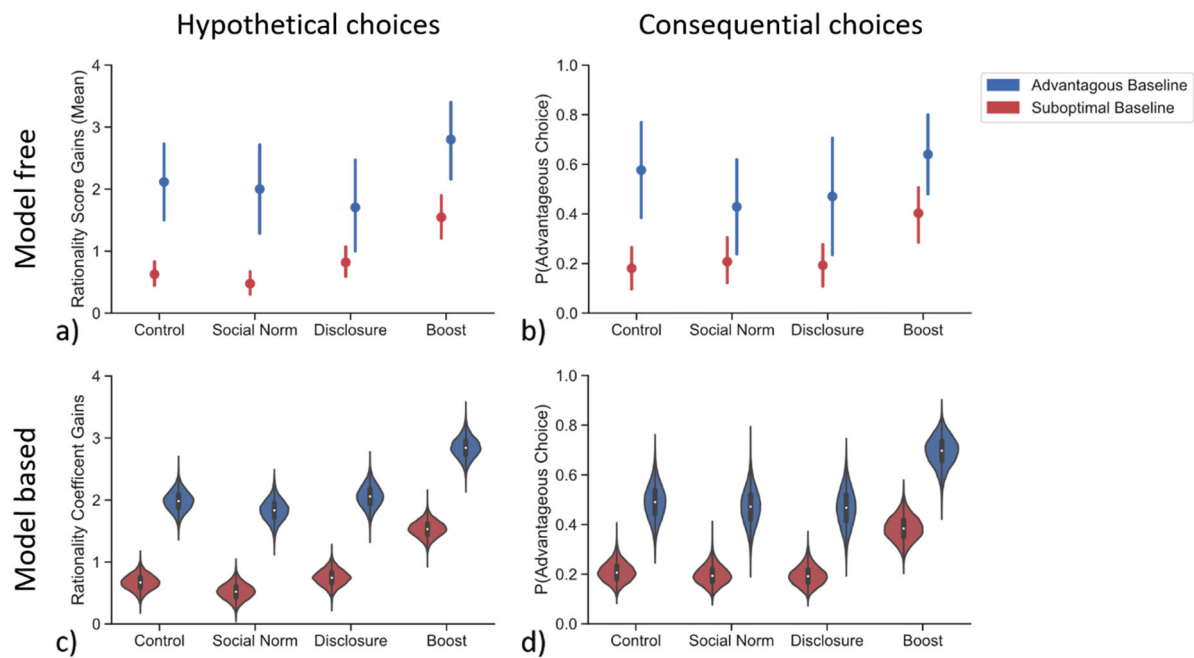 Hypothetical choices
Consequential choices
Advantagous Baseline
Suboptimal Baseline
Model free
Rationality Score Gains (Mean)
4
3
2
1
0
Control Social Norm Disclosure Boost
a)
P(Advantageous Choice)
1.0
0.8
0.6
0.4
0.2
0.0
Control Social Norm Disclosure Boost
b)
Model based
Rationality Coefficent Gains
4
3
2
1
0
Control Social Norm Disclosure Boost
c)
P(Advantageous Choice)
1.0
0.8
0.6
0.4
0.2
0.0
Control Social Norm Disclosure Boost
d)